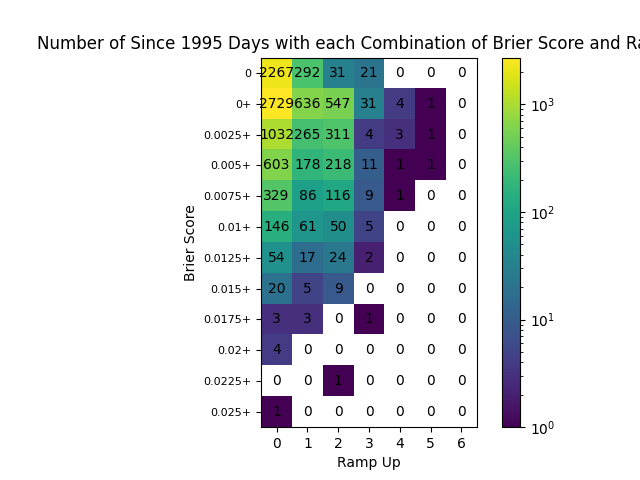 Number of Since 1995 Days with each Combination of Brier Score and
0 2267 292 31 21 0 0 0
0+ 2729 636 547 31 4 1 0
0.0025+ 1032 265 311 4 3 1 0
0.005+ 603 178 218 11 1 1 0
0.0075+ 329 86 116 9 1 0 0
0.01+ 146 61 50 5 0 0 0
0.0125+ 54 17 24 2 0 0 0
0.015+ 20 5 9 0 0 0 0
0.0175+ 3 3 0 1 0 0 0
0.02+ 4 0 0 0 0 0 0
0.0225+ 0 0 1 0 0 0 0
0.025+ 1 0 0 0 0 0 0
0 1 2 3 4 5 6
Ramp Up
Brier Score
10³
10²
10¹
10⁰